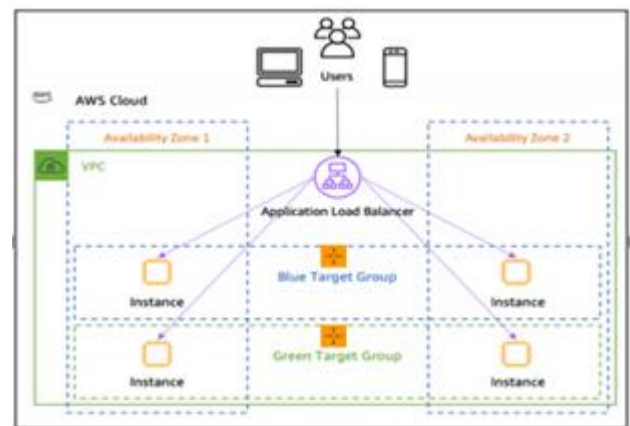 Users
AWS Cloud
Availability Zone 1
Availability Zone 2
VPC
Application Load Balancer
Blue Target Group
Instance
Instance
Green Target Group
Instance
Instance